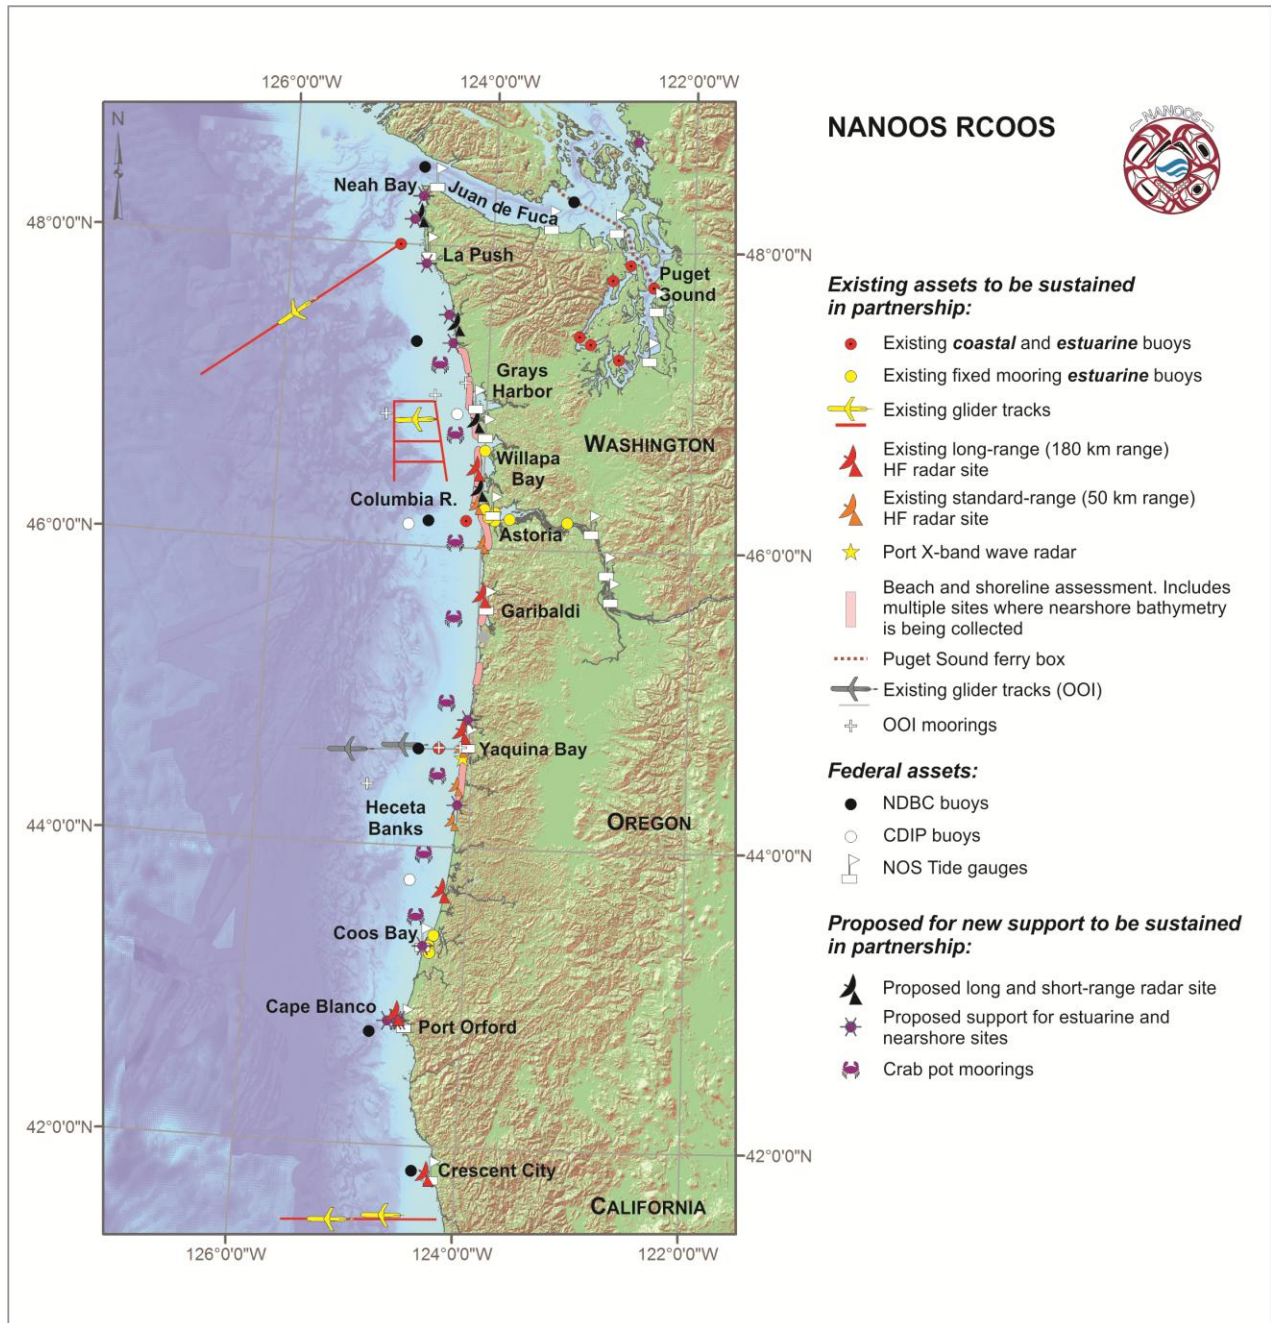 126°0'0"W
124°0'0"W
122°0'0"W
N
NANOOS RCOOS
NANOOS
Neah Bay
Juan de Fuca
48°0'0"N
La Push
48°0'0"N
Puget
Sound
Existing assets to be sustained
in partnership:
Existing coastal and estuarine buoys
Existing fixed mooring estuarine buoys
Existing glider tracks
Existing long-range (180 km range)
HF radar site
Existing standard-range (50 km range)
HF radar site
Port X-band wave radar
Beach and shoreline assessment. Includes
multiple sites where nearshore bathymetry
is being collected
Puget Sound ferry box
Existing glider tracks (OOI)
OOI moorings
Grays
Harbor
WASHINGTON
Willapa
Bay
Columbia R.
46°0'0"N
Astoria
46°0'0"N
Garibaldi
Yaquina Bay
Heceta
Banks
OREGON
44°0'0"N
44°0'0"N
Federal assets:
NDBC buoys
CDIP buoys
NOS Tide gauges
Coos Bay
Cape Blanco
Port Orford
Proposed for new support to be sustained
in partnership:
Proposed long and short-range radar site
Proposed support for estuarine and
nearshore sites
Crab pot moorings
42°0'0"N
42°0'0"N
Crescent City
CALIFORNIA
126°0'0"W
124°0'0"W
122°0'0"W